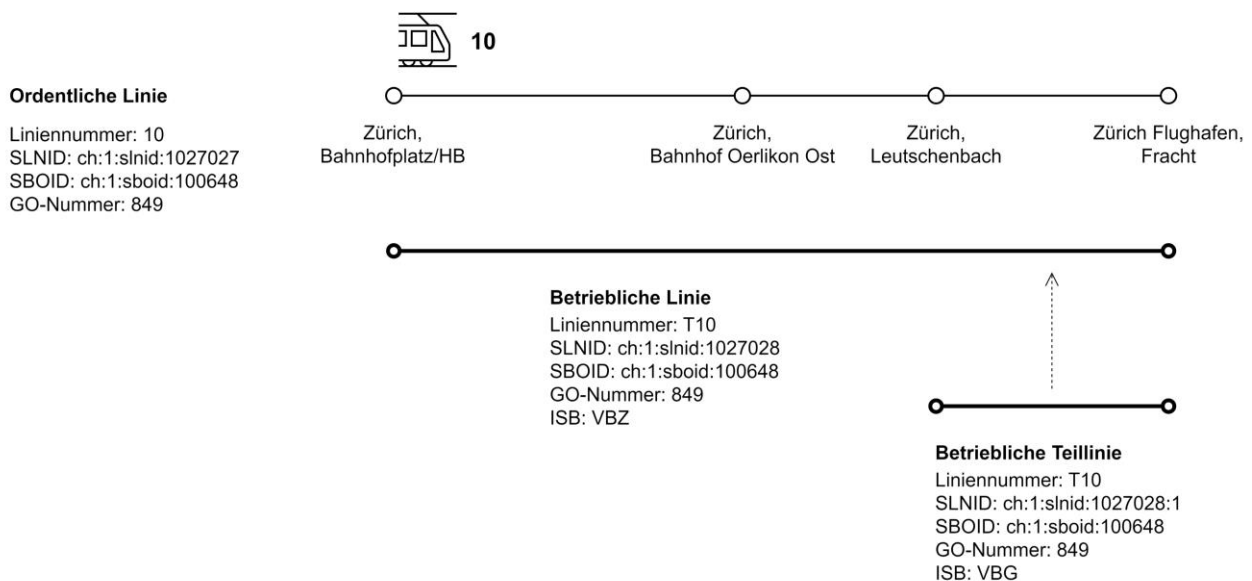 10
Ordentliche Linie
Liniennummer: 10
SLNID: ch:1:slnid:1027027
SBOID: ch:1:sboid:100648
GO-Nummer: 849
Zürich,
Bahnhofplatz/HB
Zürich,
Bahnhof Oerlikon Ost
Zürich,
Leutschenbach
Zürich Flughafen,
Fracht
Betriebliche Linie
Liniennummer: T10
SLNID: ch:1:slnid:1027028
SBOID: ch:1:sboid:100648
GO-Nummer: 849
ISB: VBZ
Betriebliche Teillinie
Liniennummer: T10
SLNID: ch:1:slnid:1027028:1
SBOID: ch:1:sboid:100648
GO-Nummer: 849
ISB: VBG